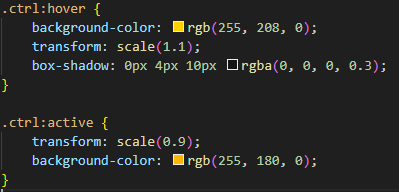 .ctrl:hover {
    background-color: rgb(255, 208, 0);
    transform: scale(1.1);
    box-shadow: 0px 4px 10px rgba(0, 0, 0, 0.3);
}

.ctrl:active {
    transform: scale(0.9);
    background-color: rgb(255, 180, 0);
}